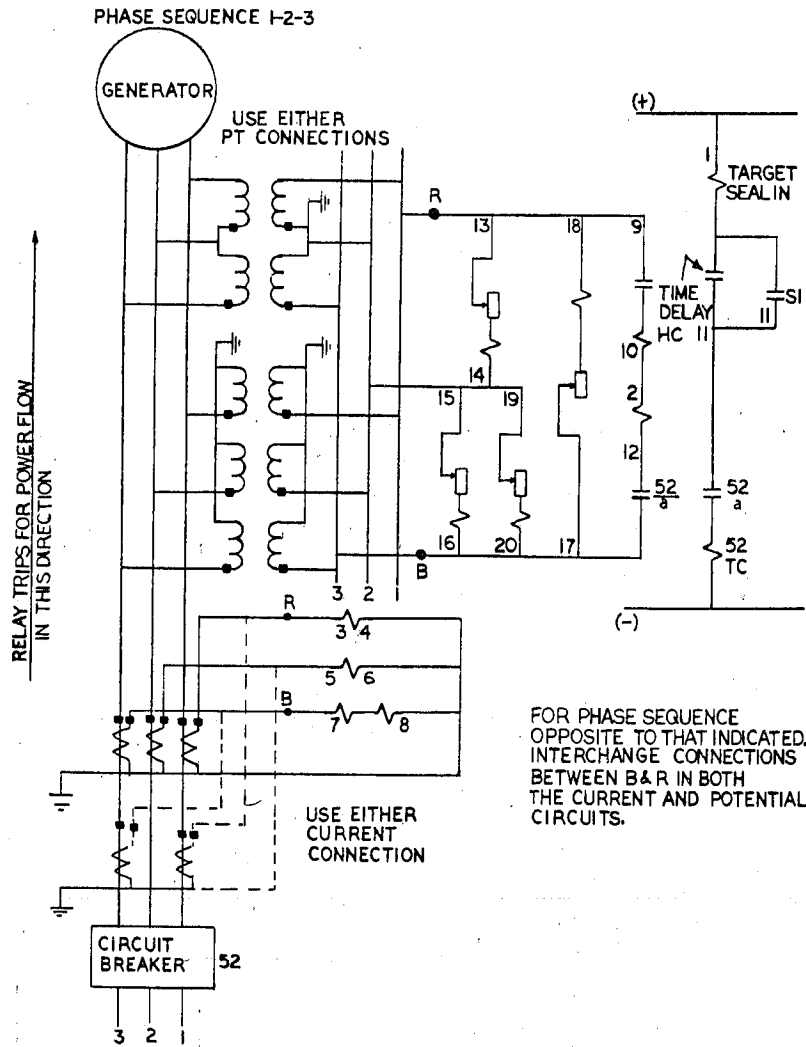 PHASE SEQUENCE 1-2-3
GENERATOR
USE EITHER
PT CONNECTIONS
(+)
1
TARGET
SEAL IN
R
13
18
9
TIME
DELAY
HC 11
11
SI
10
14
2
15
19
12
52
a
52
a
16
20
17
52
TC
B
3 2 1
(-)
RELAY TRIPS FOR POWER FLOW
IN THIS DIRECTION
R
3 4
5 6
B
7 8
FOR PHASE SEQUENCE
OPPOSITE TO THAT INDICATED.
INTERCHANGE CONNECTIONS
BETWEEN B & R IN BOTH
THE CURRENT AND POTENTIAL
CIRCUITS.
USE EITHER
CURRENT
CONNECTION
CIRCUIT
BREAKER
52
3 2 1